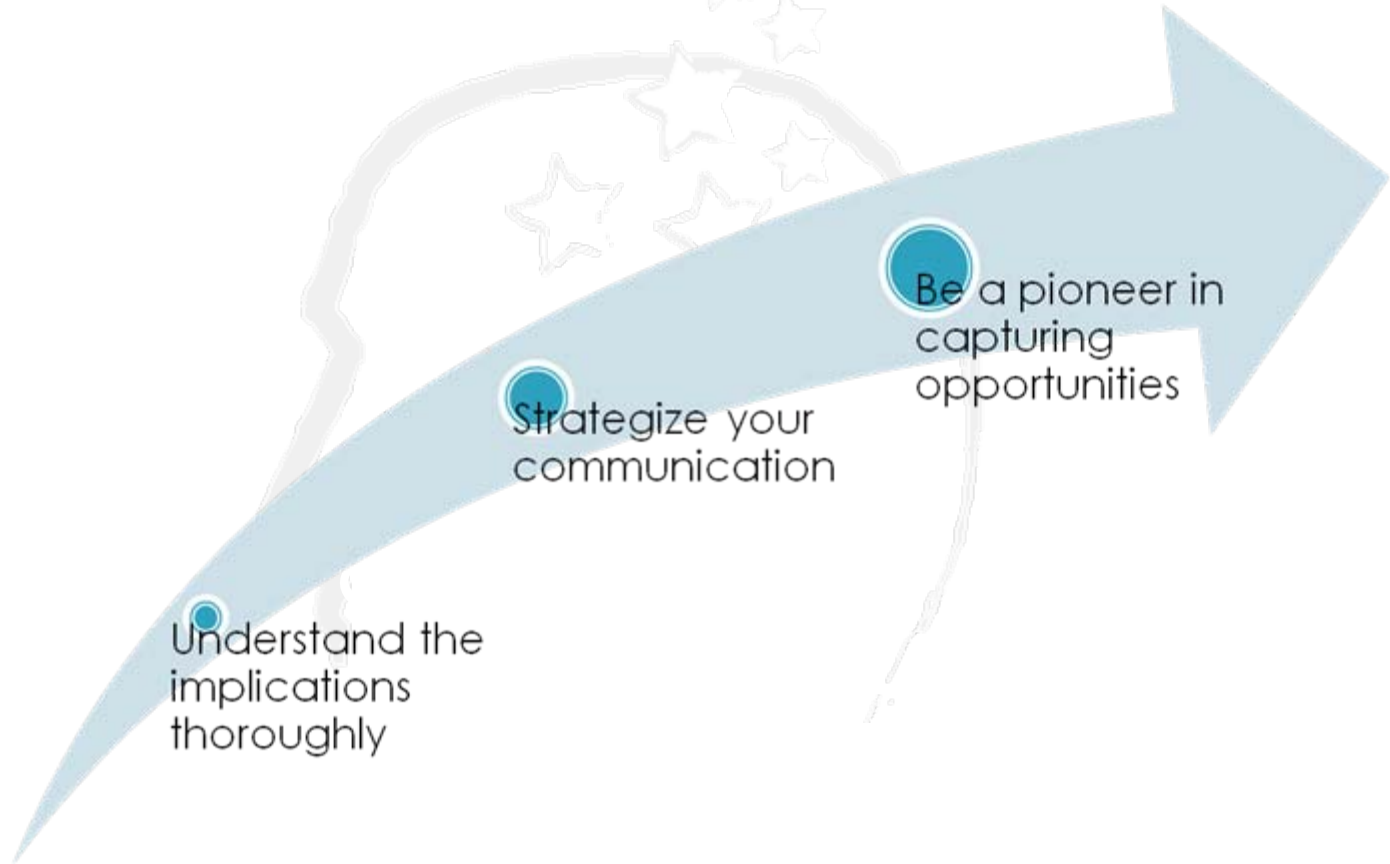 Be a pioneer in
capturing
opportunities
Strategize your
communication
Understand the
implications
thoroughly